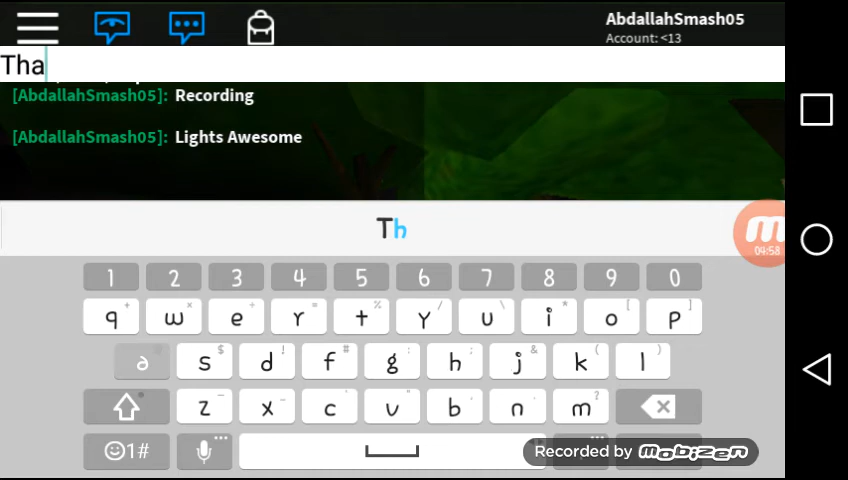 AbdallahSmash05
Account: <13
Tha
[AbdallahSmash05]: Recording
[AbdallahSmash05]: Lights Awesome
Th
04:58
1 2 3 4 5 6 7 8 9 0
q w e r t y u i o p
a s d f g h j k l
z x c v b n m
1#
Recorded by mobizen